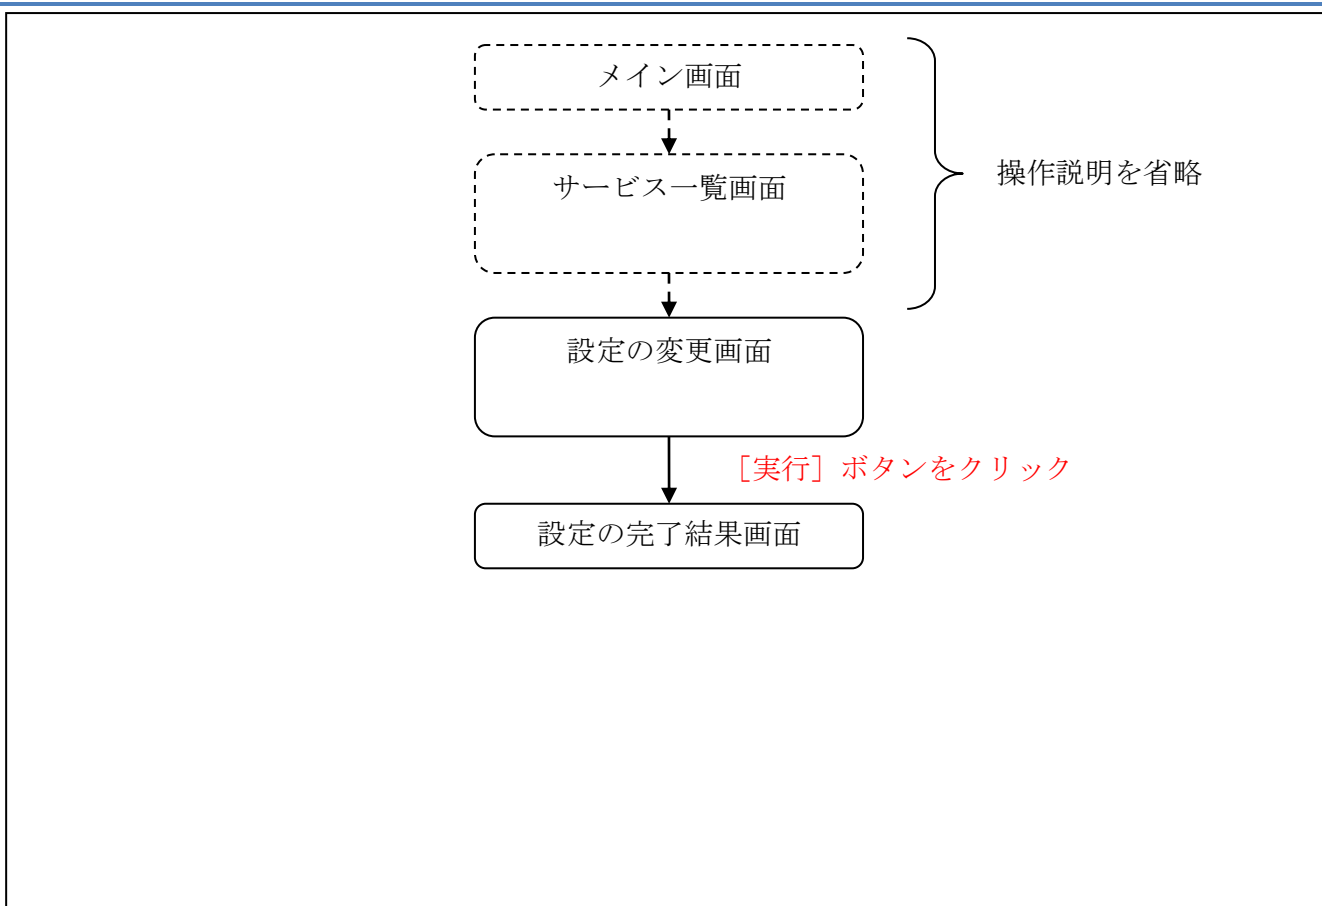 メイン画面
サービス一覧画面
操作説明を省略
設定の変更画面
［実行］ボタンをクリック
設定の完了結果画面